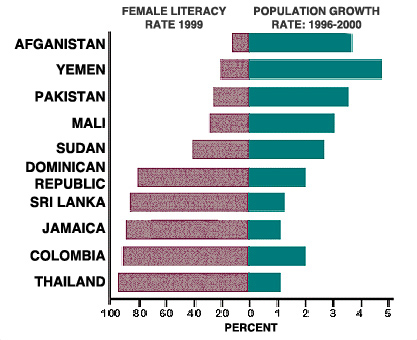 FEMALE LITERACY
RATE 1999
POPULATION GROWTH
RATE: 1996-2000
AFGANISTAN
YEMEN
PAKISTAN
MALI
SUDAN
DOMINICAN
REPUBLIC
SRI LANKA
JAMAICA
COLOMBIA
THAILAND
100 80 60 40 20 0 1 2 3 4 5
PERCENT